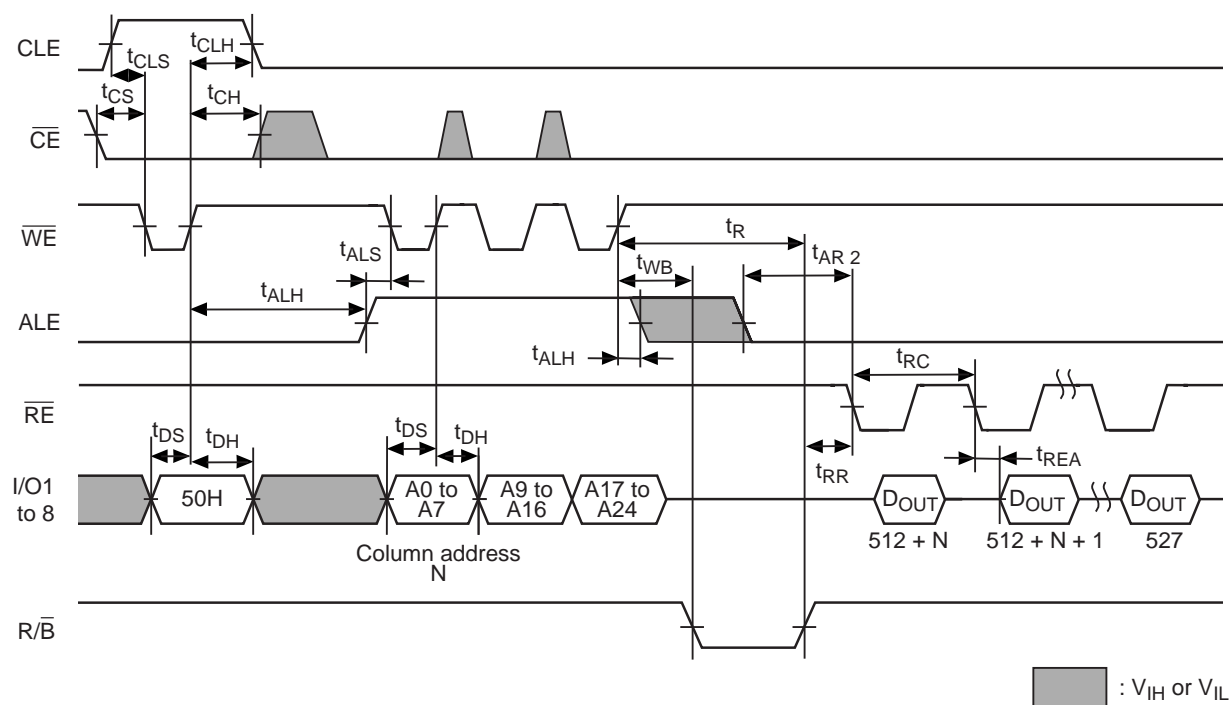 CLE
tCLS
tCLH
tCS
tCH
CE
WE
tR
tALS
tWB
tAR 2
tALH
ALE
tALH
tRC
RE
tDS
tDH
tDS
tDH
tRR
tREA
I/O1
to 8
50H
A0 to
A7
A9 to
A16
A17 to
A24
DOUT
DOUT
DOUT
512 + N
512 + N + 1
527
Column address
N
R/B
: VIH or VIL